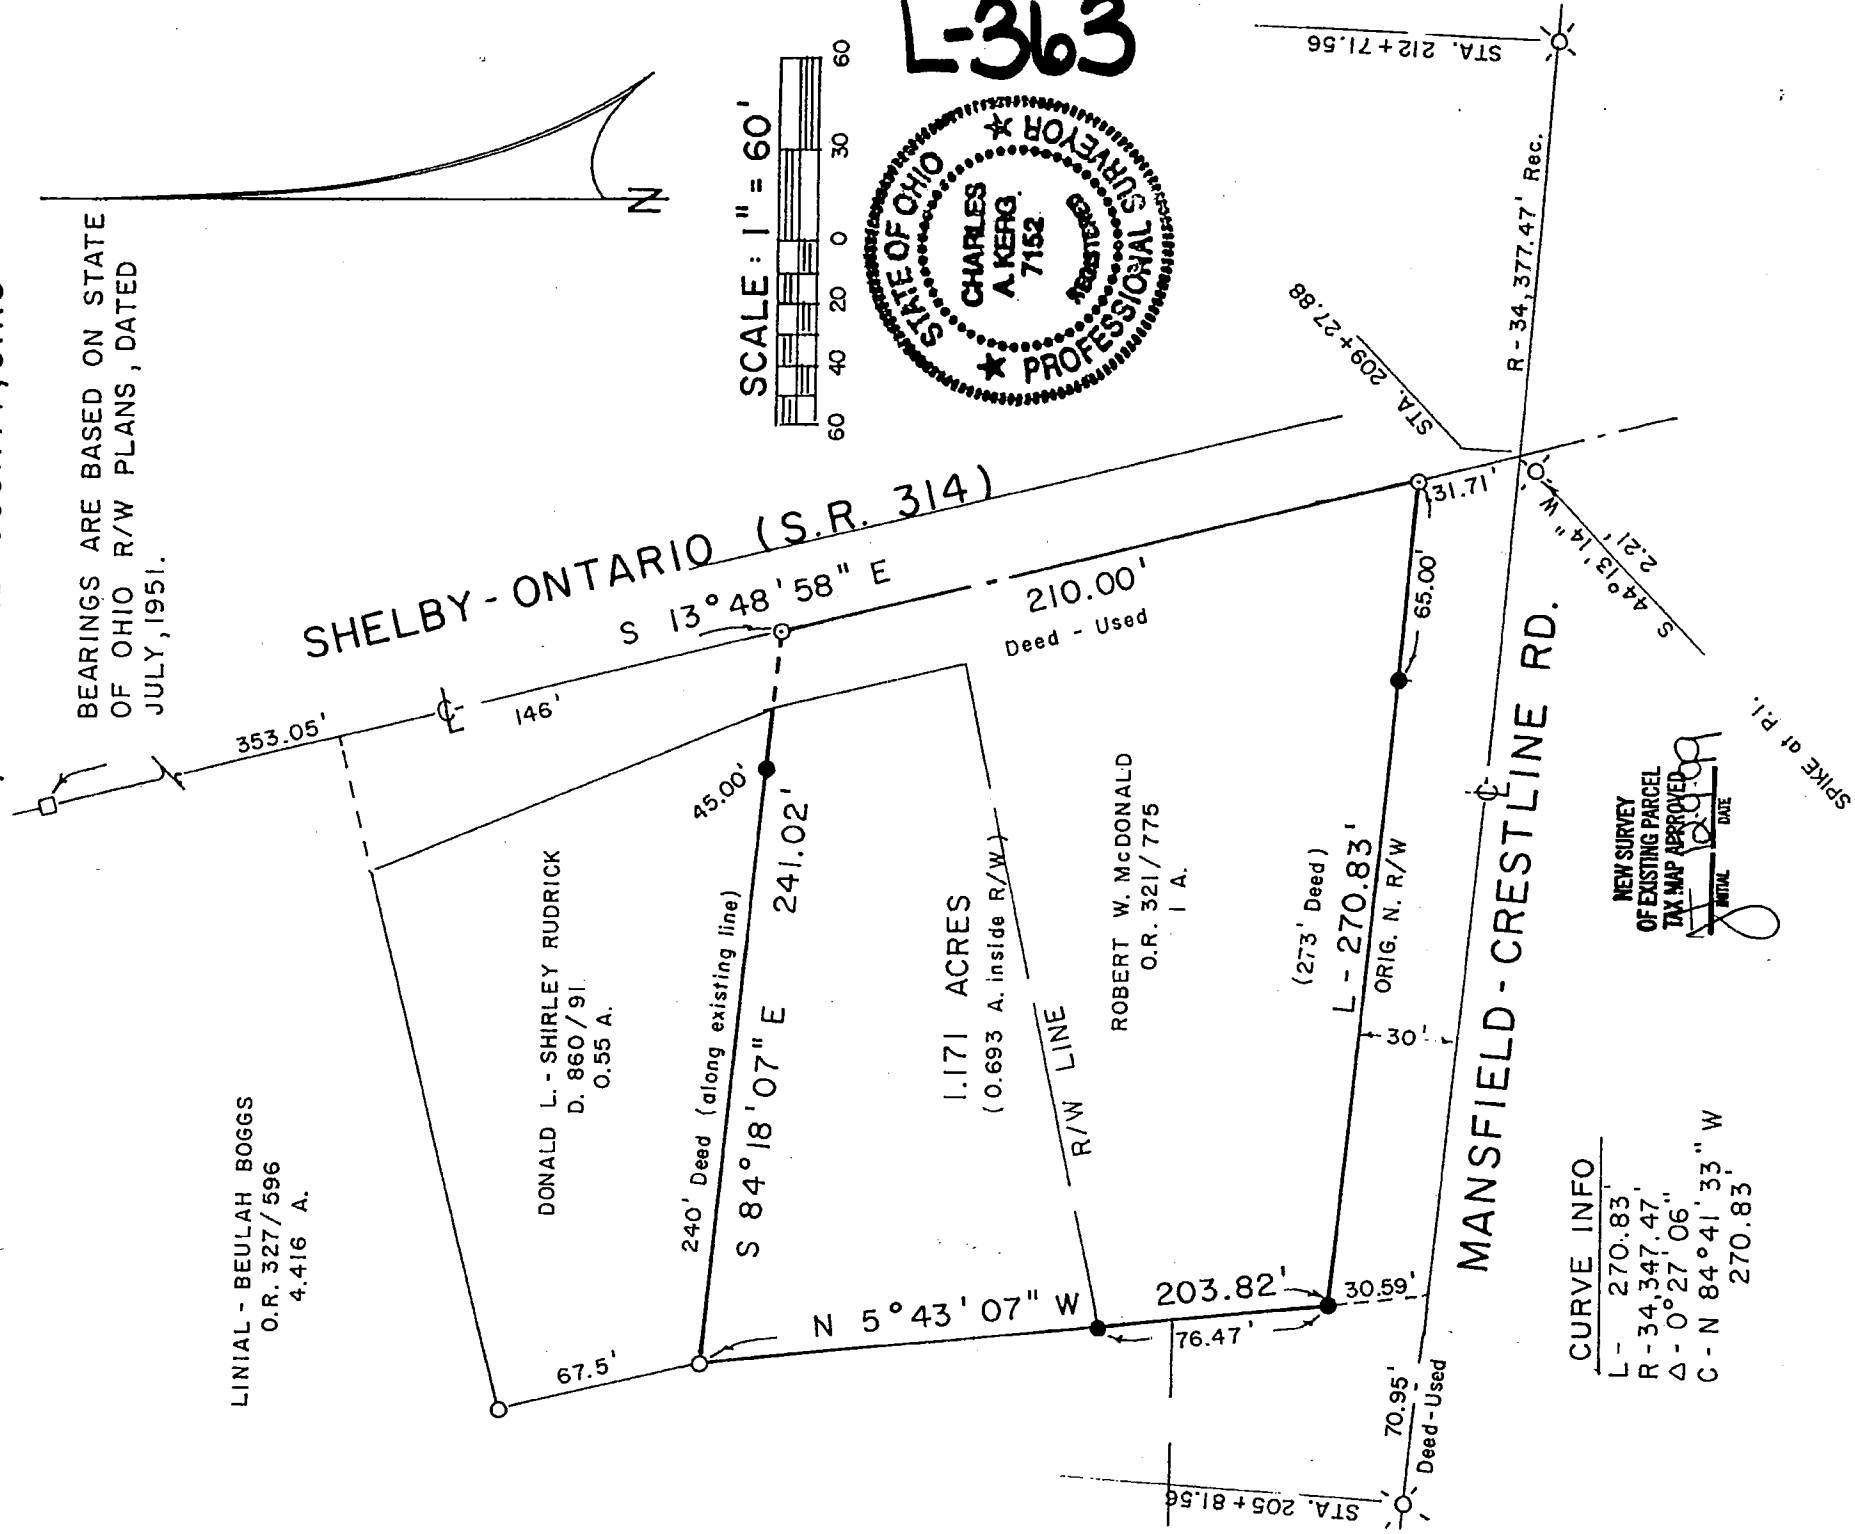 L-363
BEARINGS ARE BASED ON STATE
OF OHIO R/W PLANS, DATED
JULY, 1951.
N
SCALE : 1" = 60'
60 40 20 0 30 60
STATE OF OHIO
CHARLES
A. KERG.
7152
REGISTERED
PROFESSIONAL SURVEYOR
STA. 212+71.56
R - 34,377.47' Rec.
STA. 209+27.88
SHELBY - ONTARIO (S.R. 314)
353.05'
146'
S 13°48'58" E
210.00'
Deed - Used
31.71'
S 44°13'14" W
2.21'
SPIKE at P.I.
65.00'
LINIAL - BEULAH BOGGS
O.R. 327/596
4.416 A.
DONALD L. - SHIRLEY RUDRICK
D. 860/91
0.55 A.
45.00'
240' Deed (along existing line)
S 84°18'07" E 241.02'
67.5'
N 5°43'07" W
203.82'
76.47'
30.59'
1.171 ACRES
(0.693 A. inside R/W)
R/W LINE
ROBERT W. McDONALD
O.R. 321/775
1 A.
(273' Deed)
L - 270.83'
ORIG. N. R/W
30'
MANSFIELD - CRESTLINE RD.
70.95'
Deed-Used
STA. 205+81.56
CURVE INFO
L - 270.83'
R - 34,347.47'
Δ - 0°27'06"
C - N 84°41'33" W
270.83'
NEW SURVEY
OF EXISTING PARCEL
TAX MAP APPROVED
INITIAL DATE